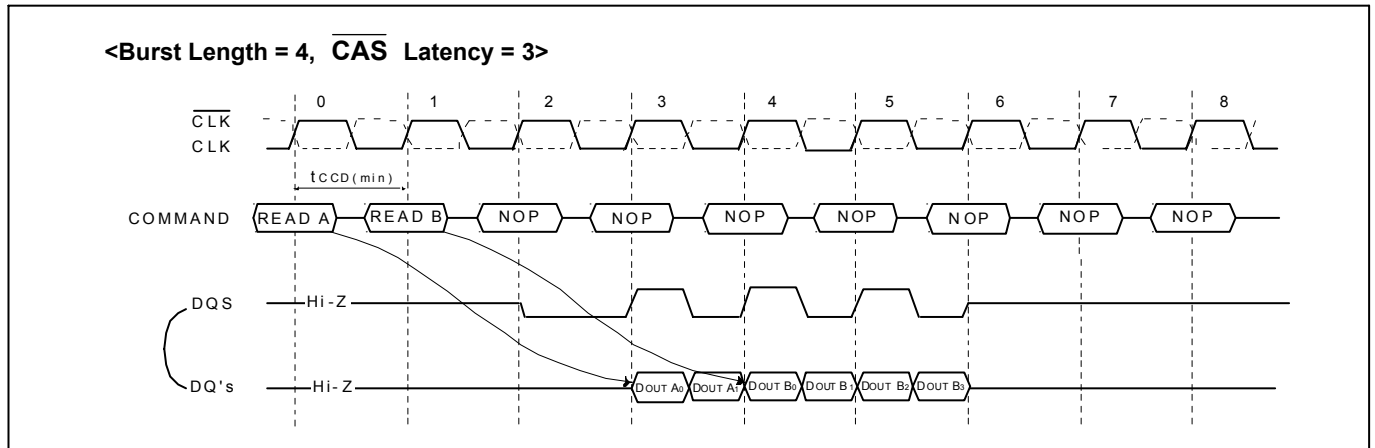 <Burst Length = 4, CAS Latency = 3>
0 1 2 3 4 5 6 7 8
CLK
CLK
tCCD(min)
COMMAND READ A READ B NOP NOP NOP NOP NOP NOP NOP
DQS Hi-Z
DQ's Hi-Z DOUT A0 DOUT A1 DOUT B0 DOUT B1 DOUT B2 DOUT B3